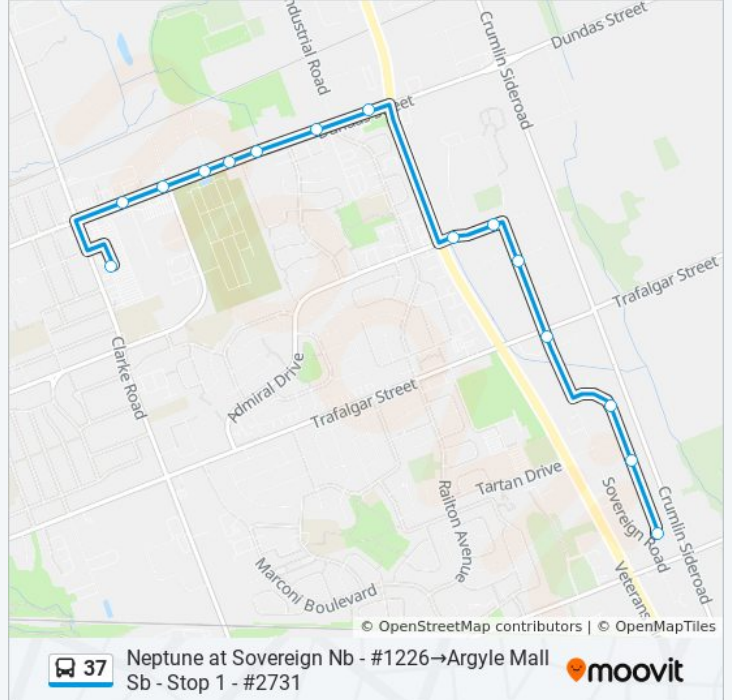 ndustrial Road
Crumlin Sideroad
Dundas Street
Dundas Street
Trafalgar Street
Clarke Road
Admiral Drive
Trafalgar Street
Tartan Drive
Railton Avenue
Sovereign Road
Crumlin Sideroad
Marconi Boulevard
Veterans
© OpenStreetMap contributors | © OpenMapTiles
37
Neptune at Sovereign Nb - #1226→Argyle Mall
Sb - Stop 1 - #2731
moovit